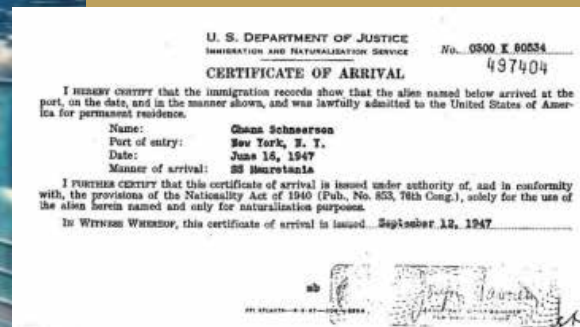 U. S. DEPARTMENT OF JUSTICE
IMMIGRATION AND NATURALIZATION SERVICE
No. 0300 K 60534
497404
CERTIFICATE OF ARRIVAL
I HEREBY CERTIFY that the immigration records show that the alien named below arrived at the
port, on the date, and in the manner shown, and was lawfully admitted to the United States of Amer-
ica for permanent residence.
Name: Chana Schneerson
Port of entry: New York, N. Y.
Date: June 16, 1947
Manner of arrival: SS Mauretania
I FURTHER CERTIFY that this certificate of arrival is issued under authority of, and in conformity
with, the provisions of the Nationality Act of 1940 (Pub., No. 853, 76th Cong.), solely for the use of
the alien herein named and only for naturalization purposes.
IN WITNESS WHEREOF, this certificate of arrival is issued September 12, 1947